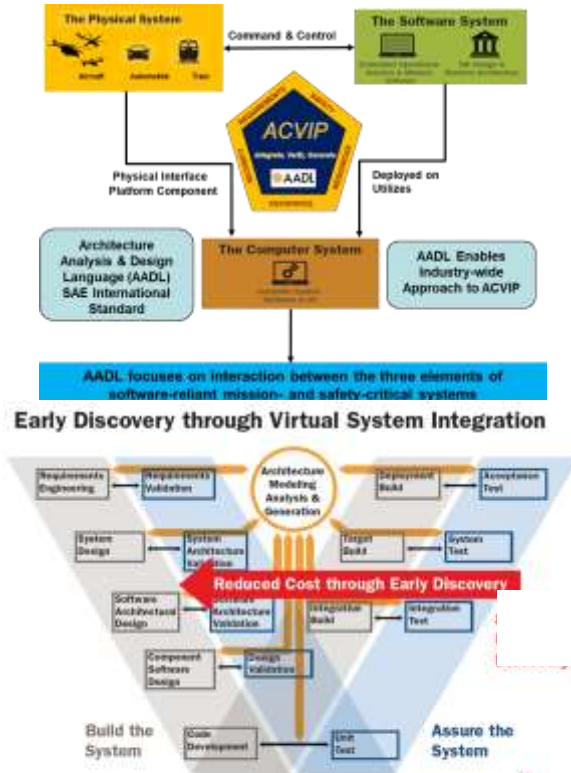 The Physical System
Aircraft
Automobile
Train
Command & Control
The Software System
REQUIREMENTS
SAFETY
ACVIP
AADL
Physical Interface
Platform Component
Deployed on
Utilizes
Architecture
Analysis & Design
Language (AADL)
SAE International
Standard
The Computer System
AADL Enables
Industry-wide
Approach to ACVIP
AADL focuses on interaction between the three elements of
software-reliant mission- and safety-critical systems
Early Discovery through Virtual System Integration
Requirements
Engineering
Requirements
Validation
Architecture
Modeling
Analysis &
Generation
Deployment
Build
Acceptance
Test
System
Design
System
Architecture
Validation
Target
Build
System
Test
Reduced Cost through Early Discovery
Software
Architectural
Design
Architecture
Validation
Integration
Build
Integration
Test
Component
Software
Design
Design
Validation
Build the
System
Code
Development
Unit
Test
Assure the
System